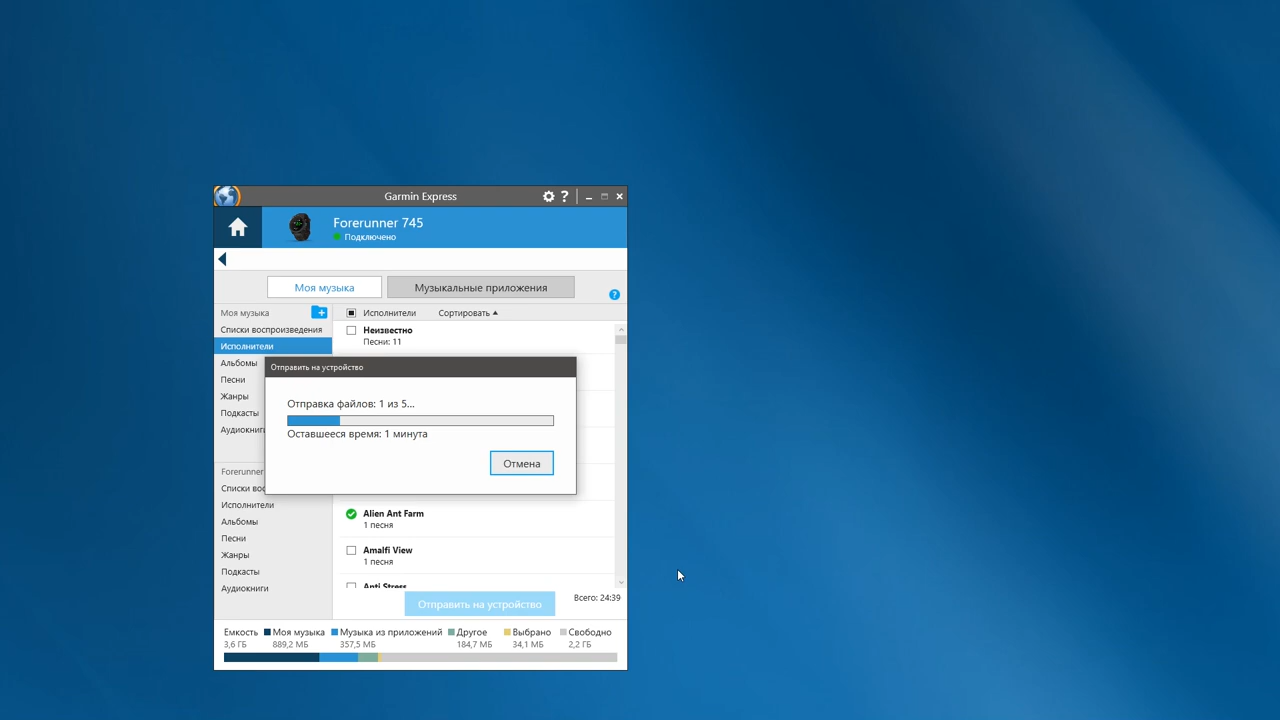 Garmin Express
?
Forerunner 745
Подключено
Моя музыка
Музыкальные приложения
?
Моя музыка
Исполнители
Сортировать
Списки воспроизведения
Неизвестно
Исполнители
Песни: 11
Альбомы
Отправить на устройство
Песни
Жанры
Отправка файлов: 1 из 5...
Подкасты
Оставшееся время: 1 минута
Отмена
Forerunner
Исполнители
Альбомы
Alien Ant Farm
1 песня
Песни
Жанры
Amalfi View
1 песня
Подкасты
Аудиокниги
Anti Stress
Отправить на устройство
Всего: 24:39
Емкость
Моя музыка
Музыка из приложений
Другое
Выбрано
Свободно
3,6 ГБ
889,2 МБ
357,5 МБ
184,7 МБ
34,1 МБ
2,2 ГБ